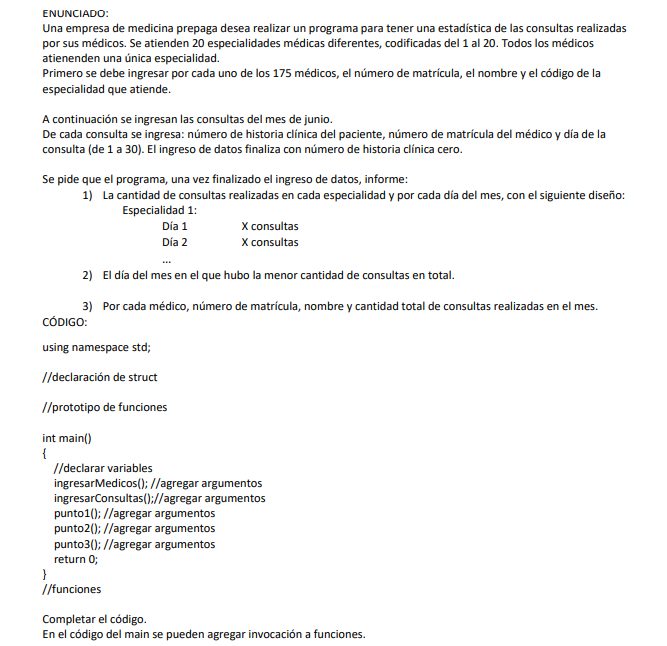 ENUNCIADO:
Una empresa de medicina prepaga desea realizar un programa para tener una estadística de las consultas realizadas
por sus médicos. Se atienden 20 especialidades médicas diferentes, codificadas del 1 al 20. Todos los médicos
atienenden una única especialidad.
Primero se debe ingresar por cada uno de los 175 médicos, el número de matrícula, el nombre y el código de la
especialidad que atiende.
A continuación se ingresan las consultas del mes de junio.
De cada consulta se ingresa: número de historia clínica del paciente, número de matrícula del médico y día de la
consulta (de 1 a 30). El ingreso de datos finaliza con número de historia clínica cero.
Se pide que el programa, una vez finalizado el ingreso de datos, informe:
1) La cantidad de consultas realizadas en cada especialidad y por cada día del mes, con el siguiente diseño:
Especialidad 1:
Día 1 X consultas
Día 2 X consultas
...
2) El día del mes en el que hubo la menor cantidad de consultas en total.
3) Por cada médico, número de matrícula, nombre y cantidad total de consultas realizadas en el mes.
CÓDIGO:
using namespace std;
//declaración de struct
//prototipo de funciones
int main()
{
//declarar variables
ingresarMedicos(); //agregar argumentos
ingresarConsultas();//agregar argumentos
punto1(); //agregar argumentos
punto2(); //agregar argumentos
punto3(); //agregar argumentos
return 0;
}
//funciones
Completar el código.
En el código del main se pueden agregar invocación a funciones.